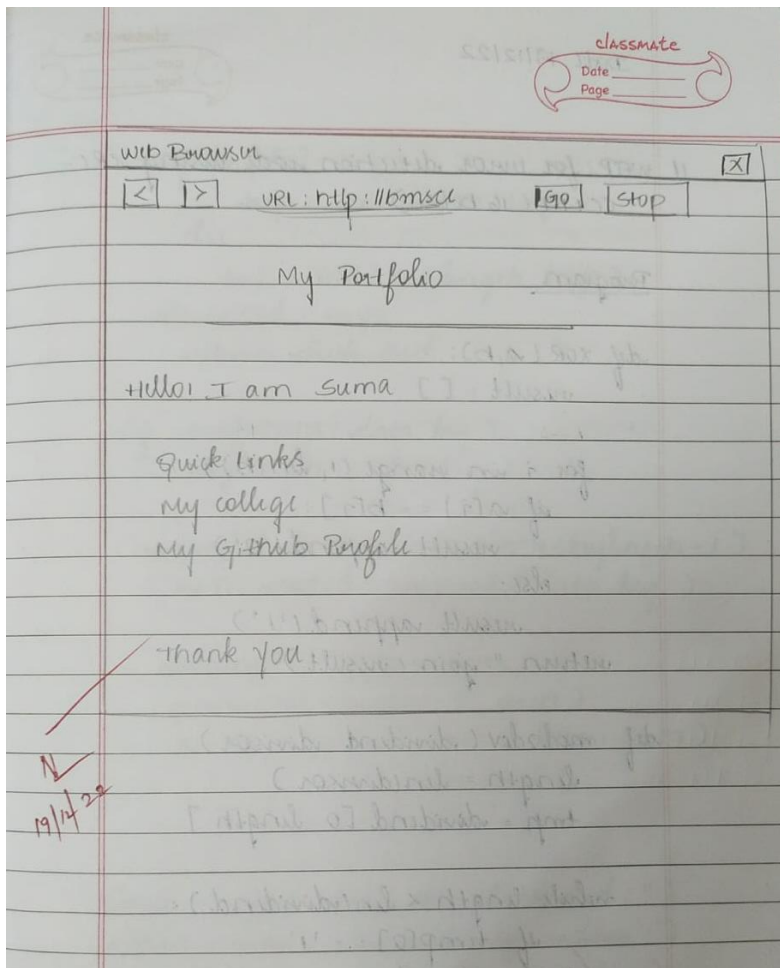 classmate
Date
Page
Web Browser
X
< > URL: http://bmsce Go Stop
My Portfolio
Hello! I am Suma
Quick Links
My college
My Github Profile
Thank you
N
19/12/22